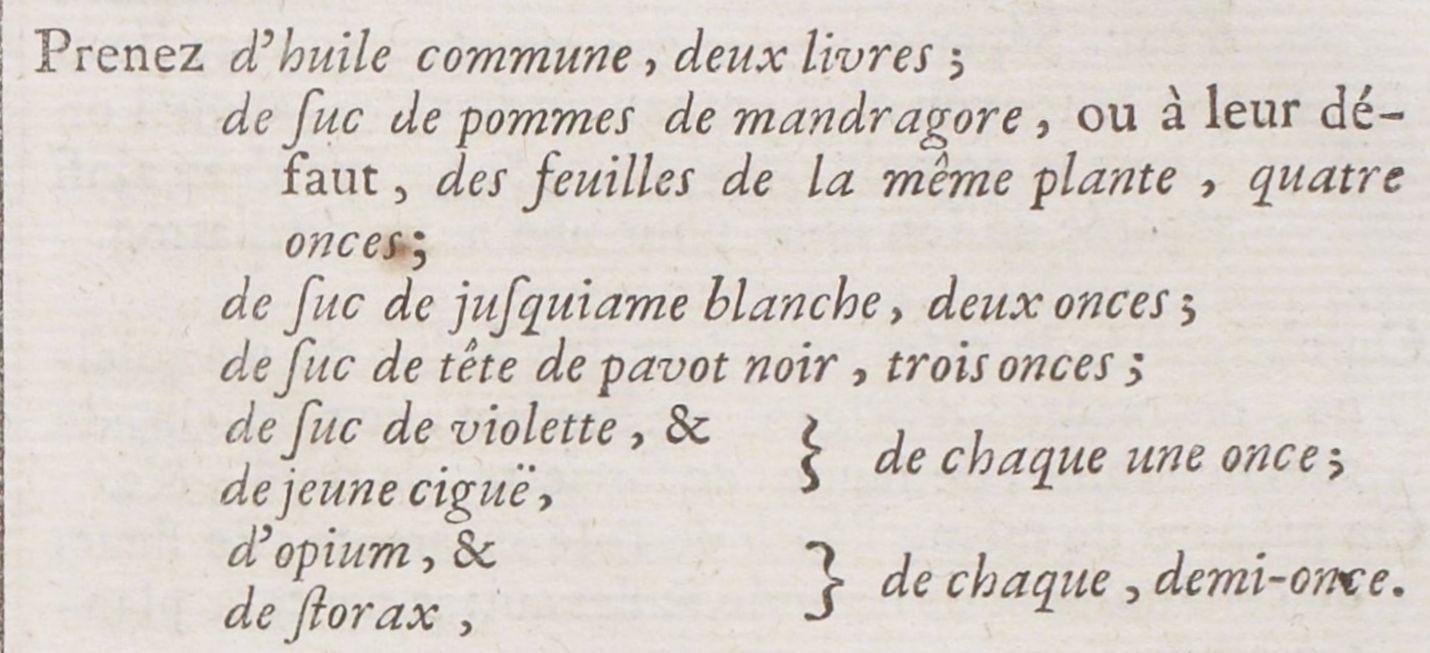 Prenez d'huile commune, deux livres ;
de ſuc de pommes de mandragore, ou à leur dé-
faut, des feuilles de la même plante, quatre
onces ;
de ſuc de juſquiame blanche, deux onces ;
de ſuc de tête de pavot noir, trois onces ;
de ſuc de violette, & } de chaque une once ;
de jeune ciguë,
d'opium, & } de chaque, demi-once.
de ſtorax,